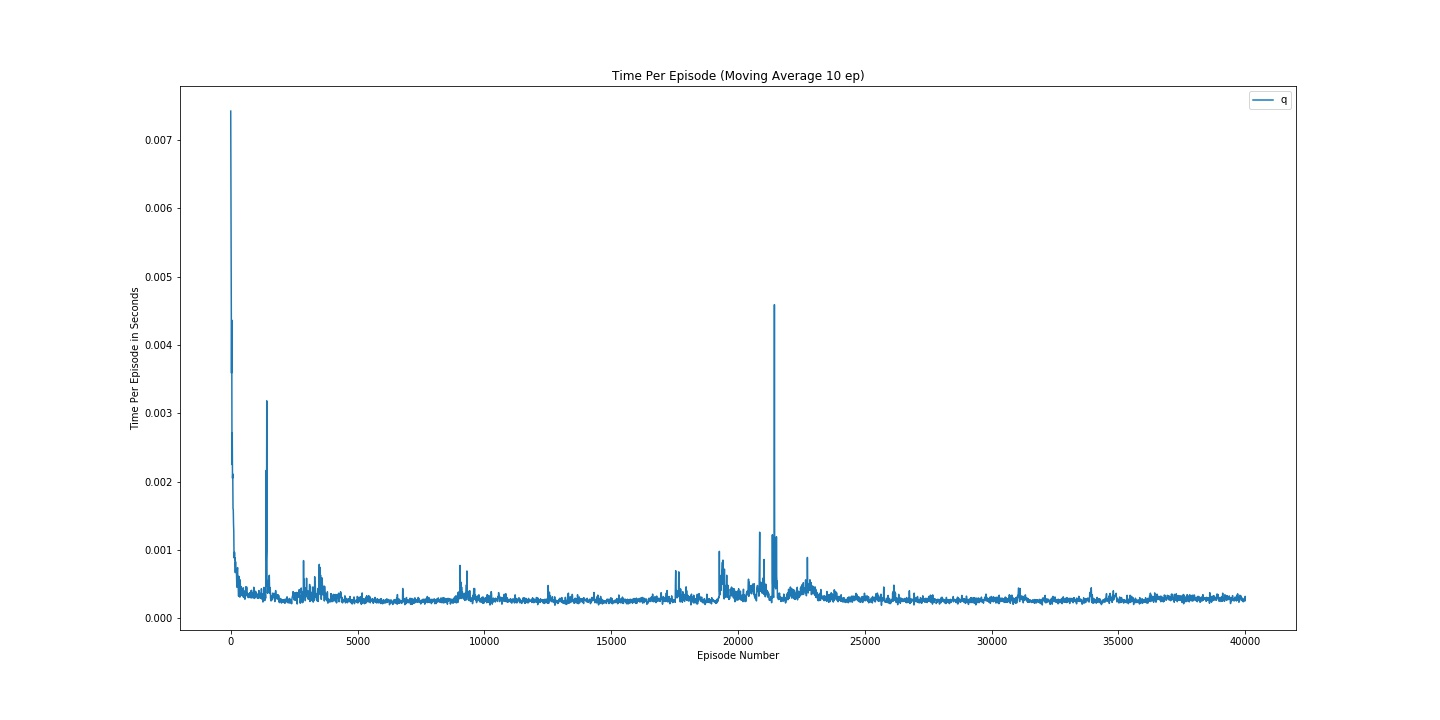 Time Per Episode (Moving Average 10 ep)
q
0.007
0.006
0.005
0.004
0.003
0.002
0.001
0.000
Time Per Episode in Seconds
0 5000 10000 15000 20000 25000 30000 35000 40000
Episode Number